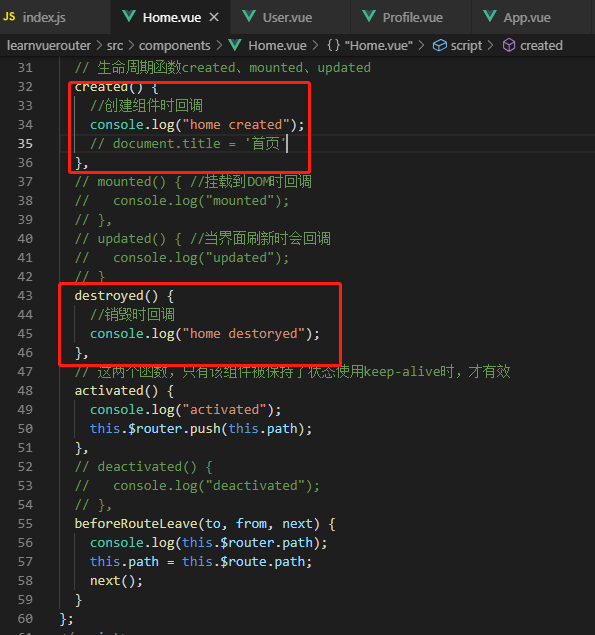 JS index.js Home.vue × User.vue Profile.vue App.vue
learnvuerouter > src > components > Home.vue > {} "Home.vue" > script > created
31 // 生命周期函数created、mounted、updated
32 created() {
33 //创建组件时回调
34 console.log("home created");
35 // document.title = '首页'
36 },
37 // mounted() { //挂载到DOM时回调
38 //   console.log("mounted");
39 // },
40 // updated() { //当界面刷新时会回调
41 //   console.log("updated");
42 // }
43 destroyed() {
44 //销毁时回调
45 console.log("home destoryed");
46 },
47 // 这两个函数，只有该组件被保持了状态使用keep-alive时，才有效
48 activated() {
49 console.log("activated");
50 this.$router.push(this.path);
51 },
52 // deactivated() {
53 //   console.log("deactivated");
54 // },
55 beforeRouteLeave(to, from, next) {
56 console.log(this.$router.path);
57 this.path = this.$route.path;
58 next();
59 }
60 };